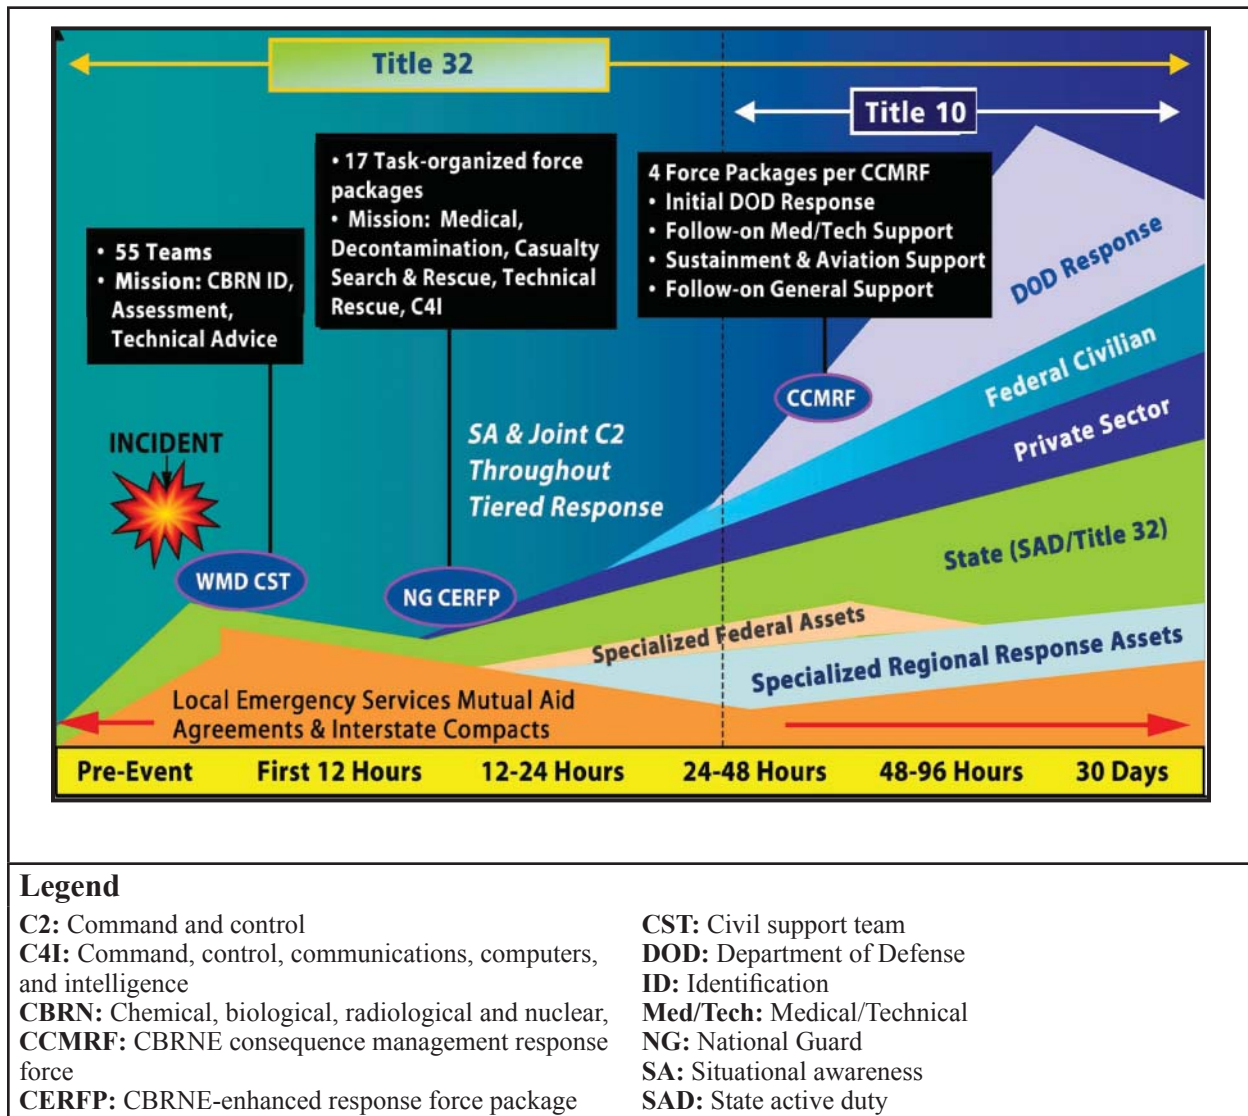 Title 32
Title 10
• 17 Task-organized force
packages
• Mission: Medical,
Decontamination, Casualty
Search & Rescue, Technical
Rescue, C4I
4 Force Packages per CCMRF
• Initial DOD Response
• Follow-on Med/Tech Support
• Sustainment & Aviation Support
• Follow-on General Support
• 55 Teams
• Mission: CBRN ID,
Assessment,
Technical Advice
DOD Response
Federal Civilian
CCMRF
Private Sector
INCIDENT
SA & Joint C2
Throughout
Tiered Response
State (SAD/Title 32)
WMD CST
NG CERFP
Specialized Federal Assets
Specialized Regional Response Assets
Local Emergency Services Mutual Aid
Agreements & Interstate Compacts
Pre-Event First 12 Hours 12-24 Hours 24-48 Hours 48-96 Hours 30 Days
Legend
C2: Command and control
C4I: Command, control, communications, computers,
and intelligence
CBRN: Chemical, biological, radiological and nuclear,
CCMRF: CBRNE consequence management response
force
CERFP: CBRNE-enhanced response force package
CST: Civil support team
DOD: Department of Defense
ID: Identification
Med/Tech: Medical/Technical
NG: National Guard
SA: Situational awareness
SAD: State active duty